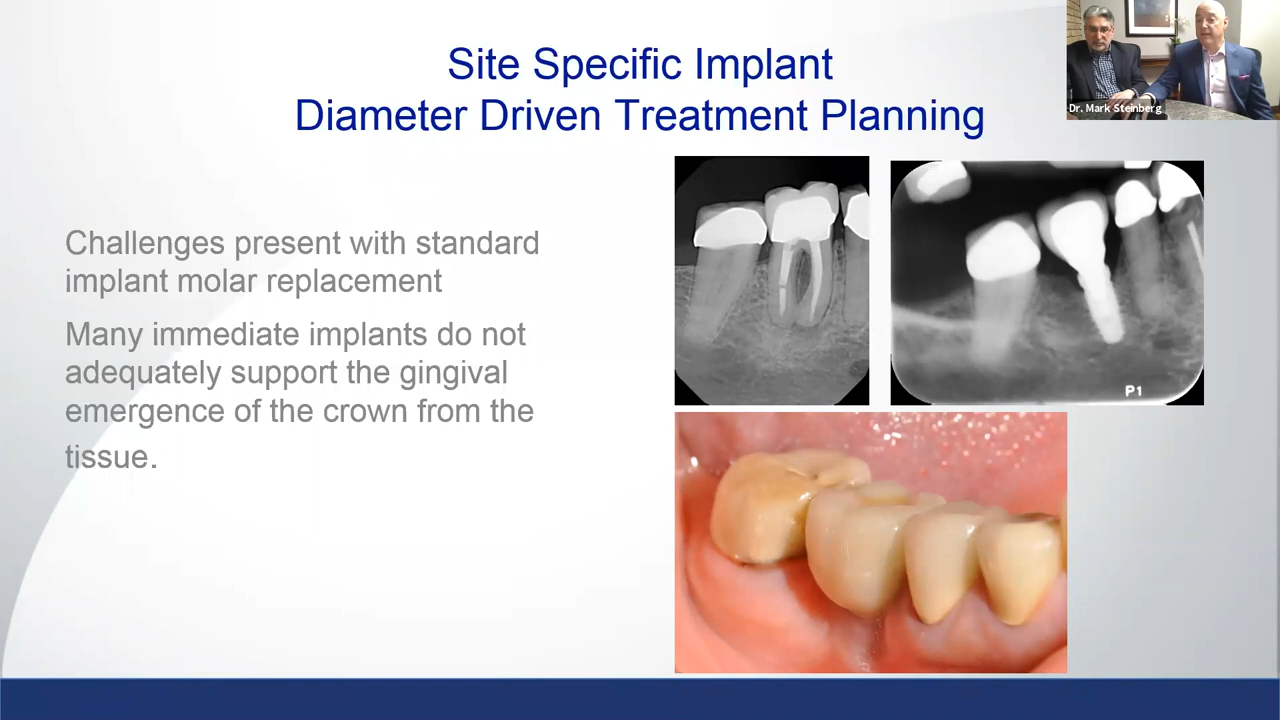 Site Specific Implant
Diameter Driven Treatment Planning
Dr. Mark Steinberg
Challenges present with standard
implant molar replacement
Many immediate implants do not
adequately support the gingival
emergence of the crown from the
tissue.
P1